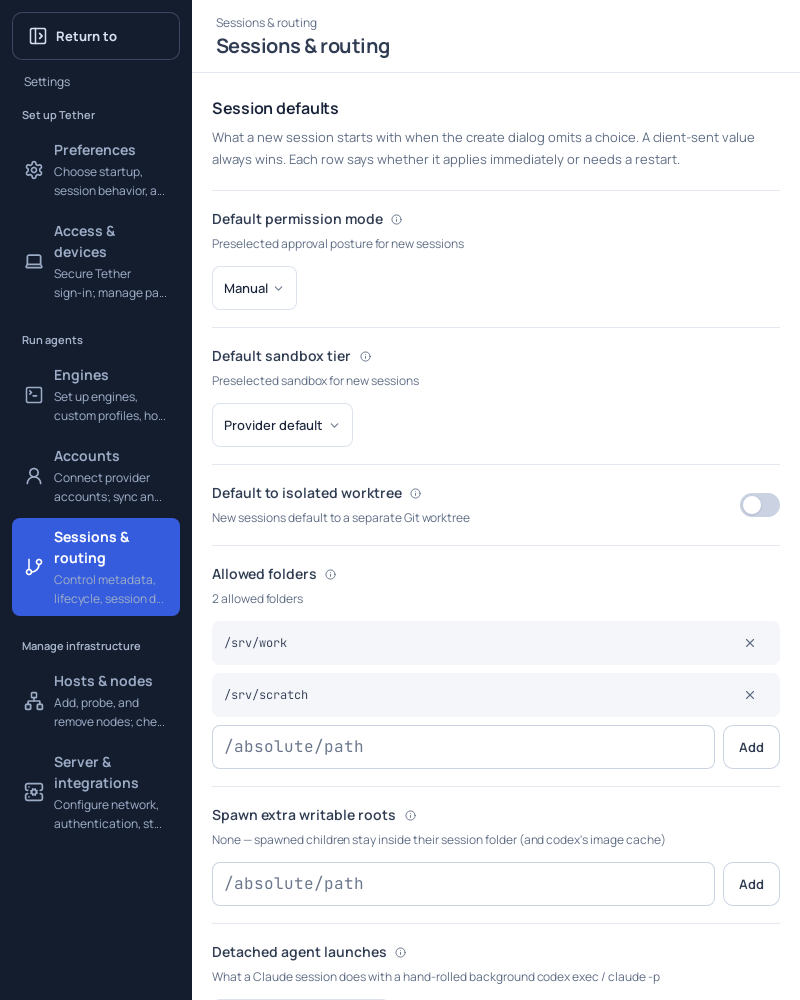 Return to
Settings
Set up Tether
Preferences
Choose startup,
session behavior, a...
Access &
devices
Secure Tether
sign-in; manage pa...
Run agents
Engines
Set up engines,
custom profiles, ho...
Accounts
Connect provider
accounts; sync an...
Sessions &
routing
Control metadata,
lifecycle, session d...
Manage infrastructure
Hosts & nodes
Add, probe, and
remove nodes; che...
Server &
integrations
Configure network,
authentication, st...
Sessions & routing
Sessions & routing
Session defaults
What a new session starts with when the create dialog omits a choice. A client-sent value
always wins. Each row says whether it applies immediately or needs a restart.
Default permission mode
Preselected approval posture for new sessions
Manual
Default sandbox tier
Preselected sandbox for new sessions
Provider default
Default to isolated worktree
New sessions default to a separate Git worktree
Allowed folders
2 allowed folders
/srv/work
/srv/scratch
/absolute/path
Add
Spawn extra writable roots
None — spawned children stay inside their session folder (and codex's image cache)
/absolute/path
Add
Detached agent launches
What a Claude session does with a hand-rolled background codex exec / claude -p